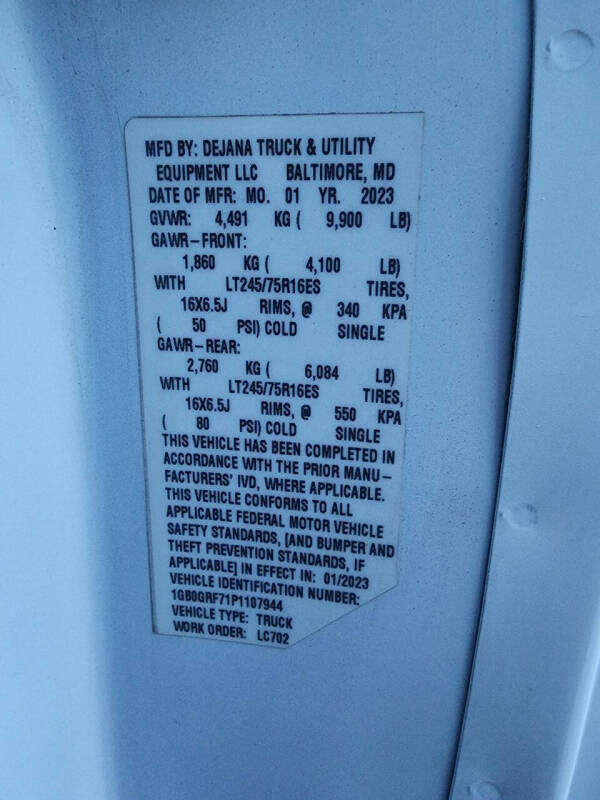 MFD BY: DEJANA TRUCK & UTILITY
EQUIPMENT LLC BALTIMORE, MD
DATE OF MFR: MO. 01 YR. 2023
GVWR: 4,491 KG ( 9,900 LB)
GAWR-FRONT:
1,860 KG ( 4,100 LB)
WITH LT245/75R16ES TIRES,
16X6.5J RIMS, @ 340 KPA
( 50 PSI) COLD SINGLE
GAWR-REAR:
2,760 KG ( 6,084 LB)
WITH LT245/75R16ES TIRES,
16X6.5J RIMS, @ 550 KPA
( 80 PSI) COLD SINGLE
THIS VEHICLE HAS BEEN COMPLETED IN
ACCORDANCE WITH THE PRIOR MANU-
FACTURERS' IVD, WHERE APPLICABLE.
THIS VEHICLE CONFORMS TO ALL
APPLICABLE FEDERAL MOTOR VEHICLE
SAFETY STANDARDS, [AND BUMPER AND
THEFT PREVENTION STANDARDS, IF
APPLICABLE] IN EFFECT IN: 01/2023
VEHICLE IDENTIFICATION NUMBER:
1GB0GRF71P1107944
VEHICLE TYPE: TRUCK
WORK ORDER: LC702